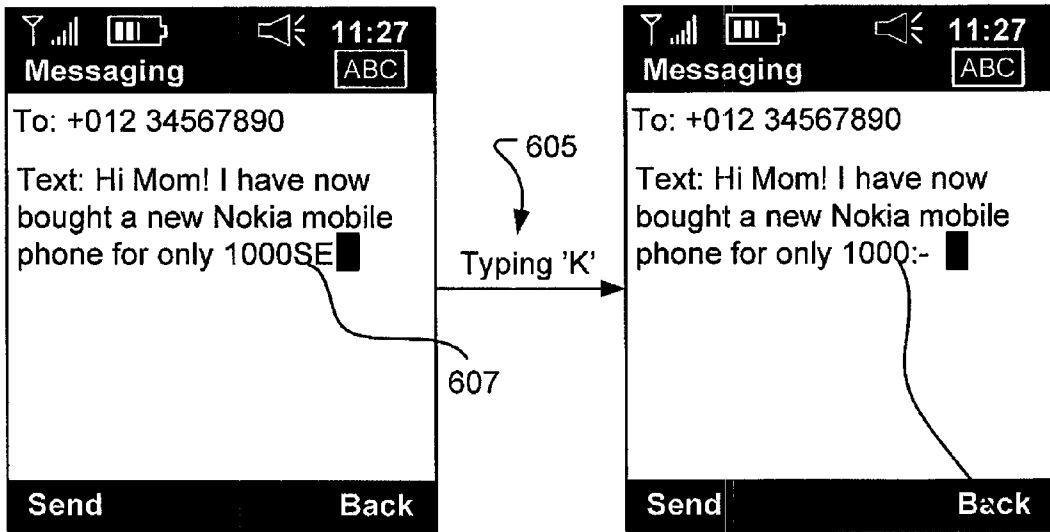 11:27
Messaging ABC
To: +012 34567890
Text: Hi Mom! I have now
bought a new Nokia mobile
phone for only 1000SE
Send Back
605
Typing 'K'
607
11:27
Messaging ABC
To: +012 34567890
Text: Hi Mom! I have now
bought a new Nokia mobile
phone for only 1000:-
Send Back